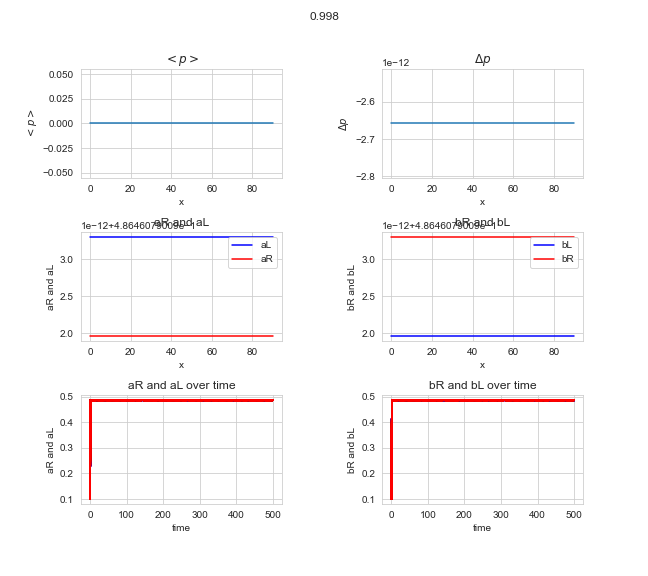 0.998
< p >
Δp
1e−12
0.050
0.025
0.000
−0.025
−0.050
< p >
0 20 40 60 80
x
−2.6
−2.7
−2.8
Δp
0 20 40 60 80
x
aR and aL
1e−12+4.8646079009e−1
3.0
2.5
2.0
aR and aL
aL
aR
0 20 40 60 80
x
bR and bL
1e−12+4.8646079009e−1
3.0
2.5
2.0
bR and bL
bL
bR
0 20 40 60 80
x
aR and aL over time
0.5
0.4
0.3
0.2
0.1
aR and aL
0 100 200 300 400 500
time
bR and bL over time
0.5
0.4
0.3
0.2
0.1
bR and bL
0 100 200 300 400 500
time